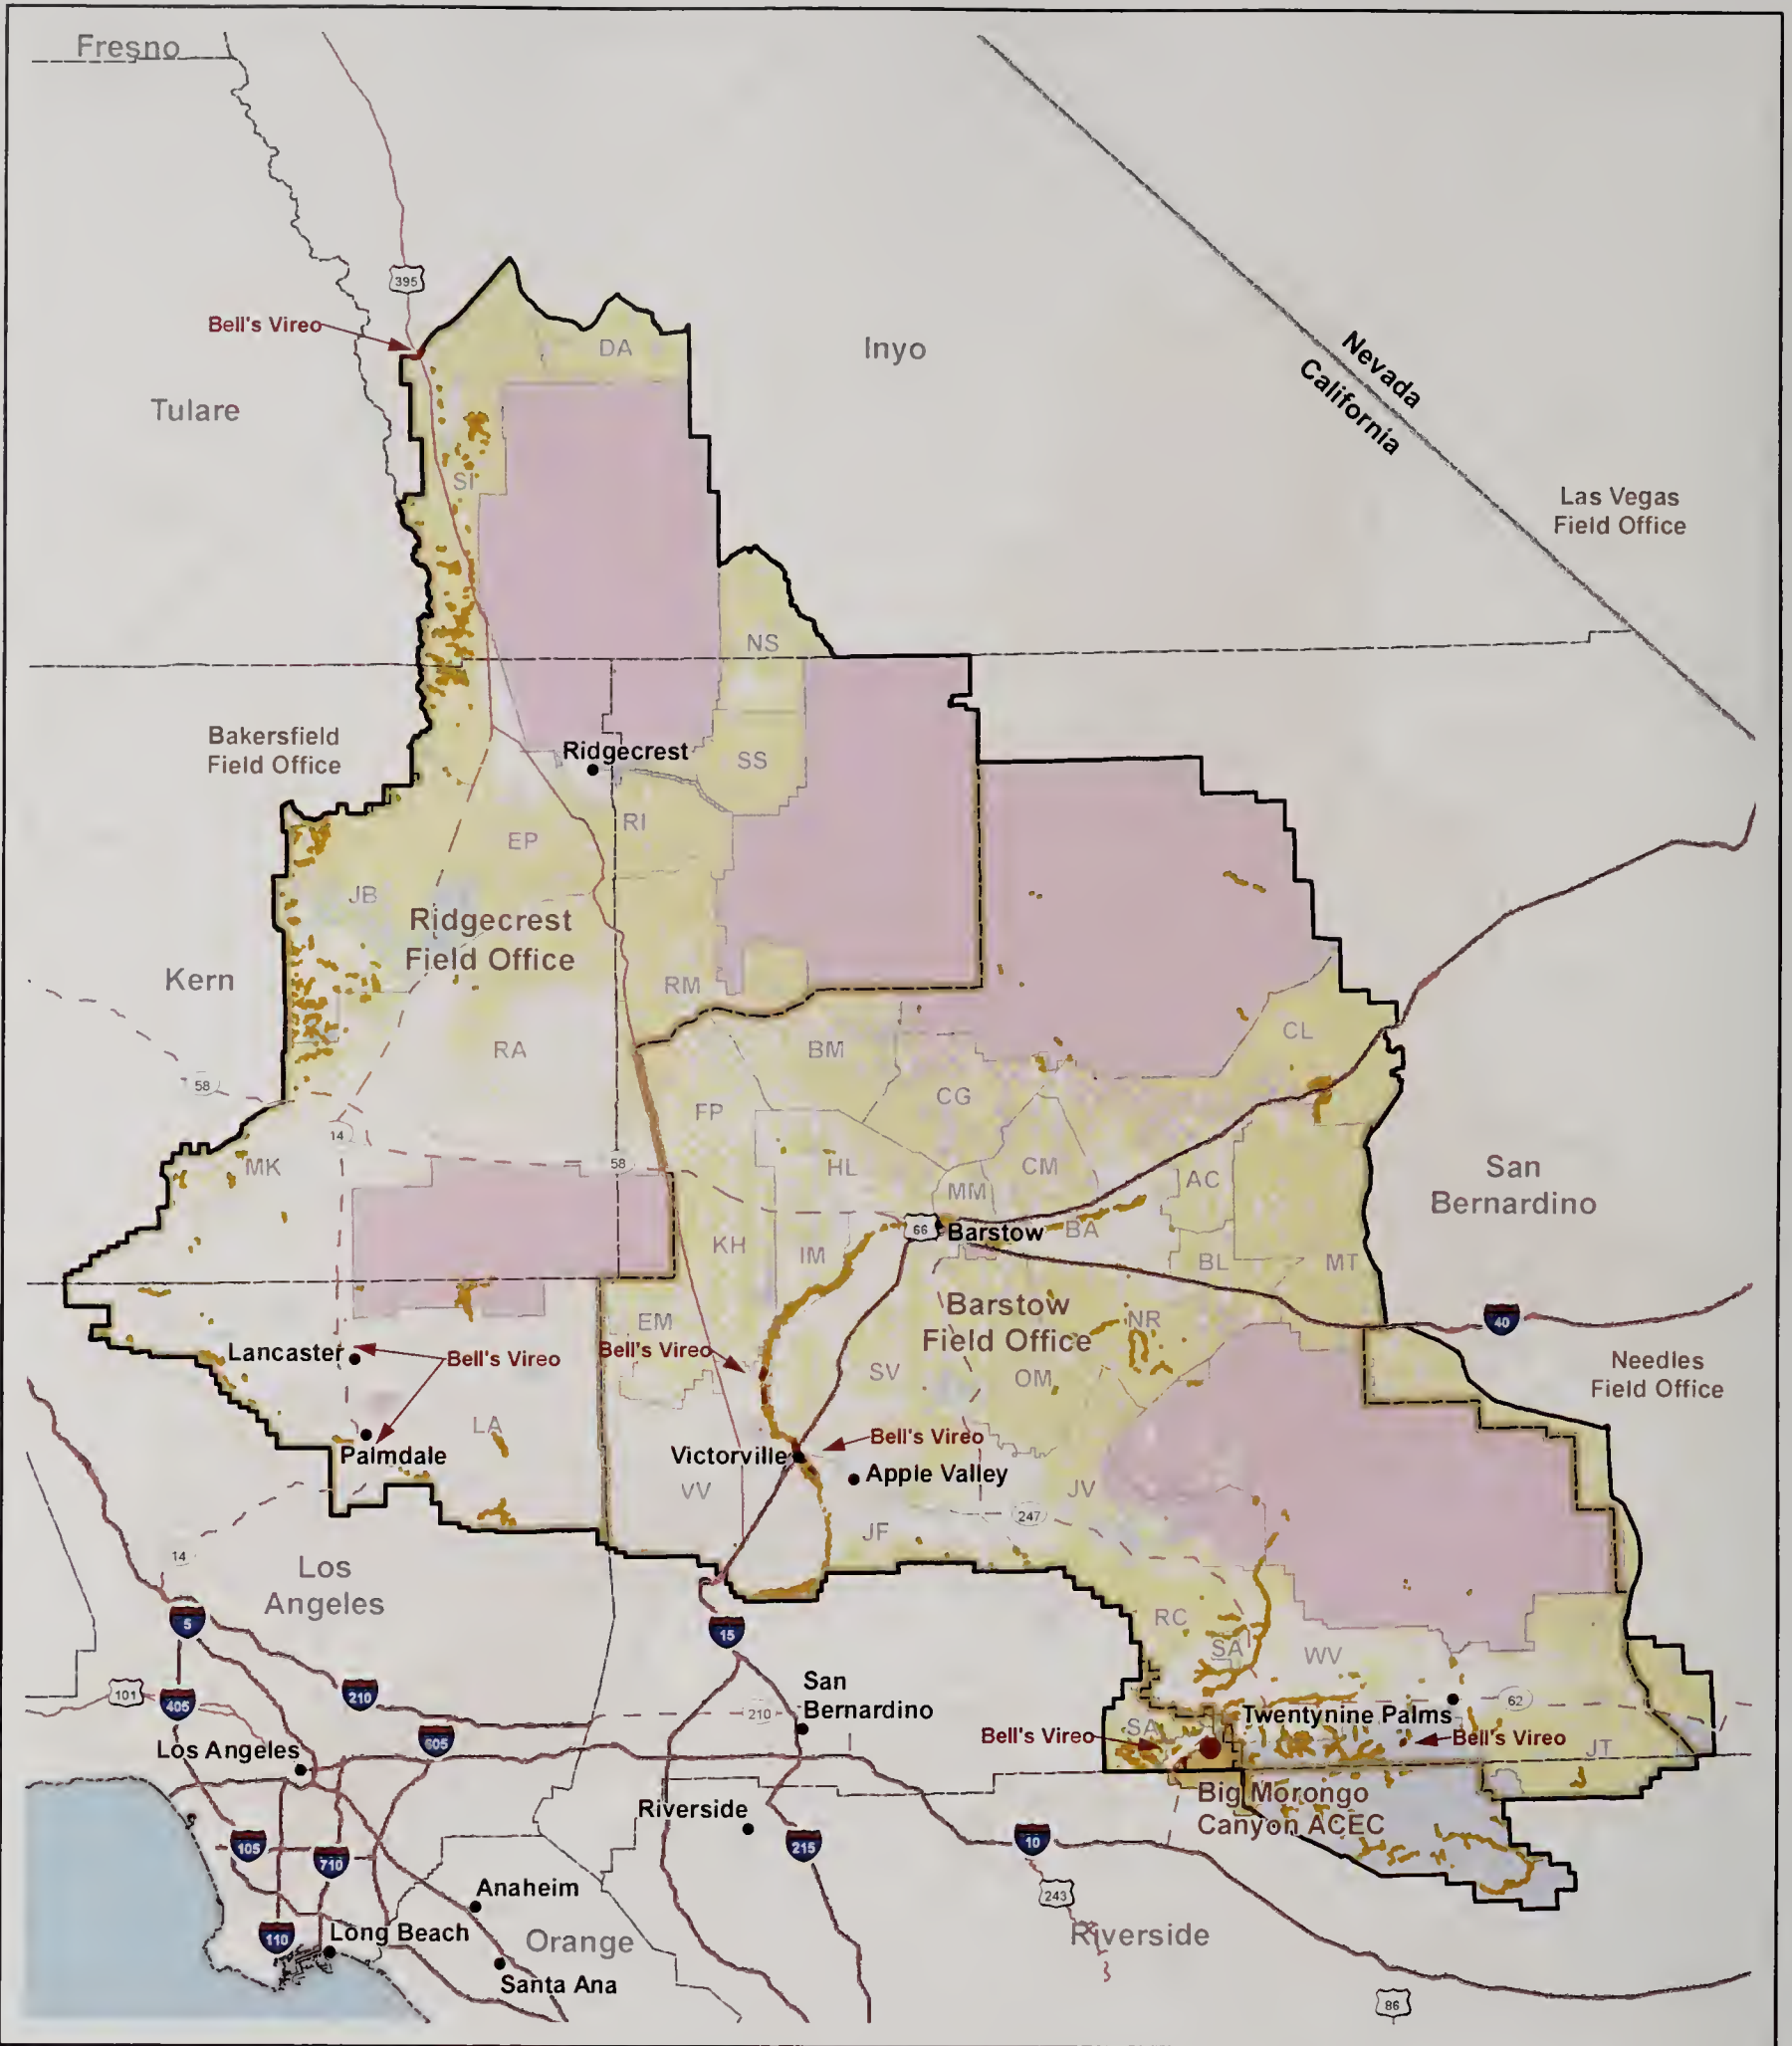 Fresno
395
Bell's Vireo
DA
Inyo
Nevada
California
Tulare
SI
Las Vegas
Field Office
NS
Bakersfield
Field Office
Ridgecrest
SS
RI
EP
JB
Ridgecrest
Field Office
Kern
RM
RA
BM
CL
58
CG
FP
14
MK
58
HL
CM
MM
AC
San
Bernardino
66
Barstow
BA
KH
IM
BL
MT
Barstow
Field Office
EM
NR
40
Lancaster
Bell's Vireo
Bell's Vireo
SV
OM
Needles
Field Office
LA
Palmdale
Bell's Vireo
Victorville
Apple Valley
VV
JV
247
JF
14
Los
Angeles
5
15
RC
SA
WV
101
405
210
San
Bernardino
210
62
Twentynine Palms
605
Bell's Vireo
SA
Bell's Vireo
Los Angeles
JT
Big Morongo
Canyon ACEC
Riverside
105
710
215
10
Anaheim
243
110
Long Beach
Orange
Riverside
Santa Ana
86